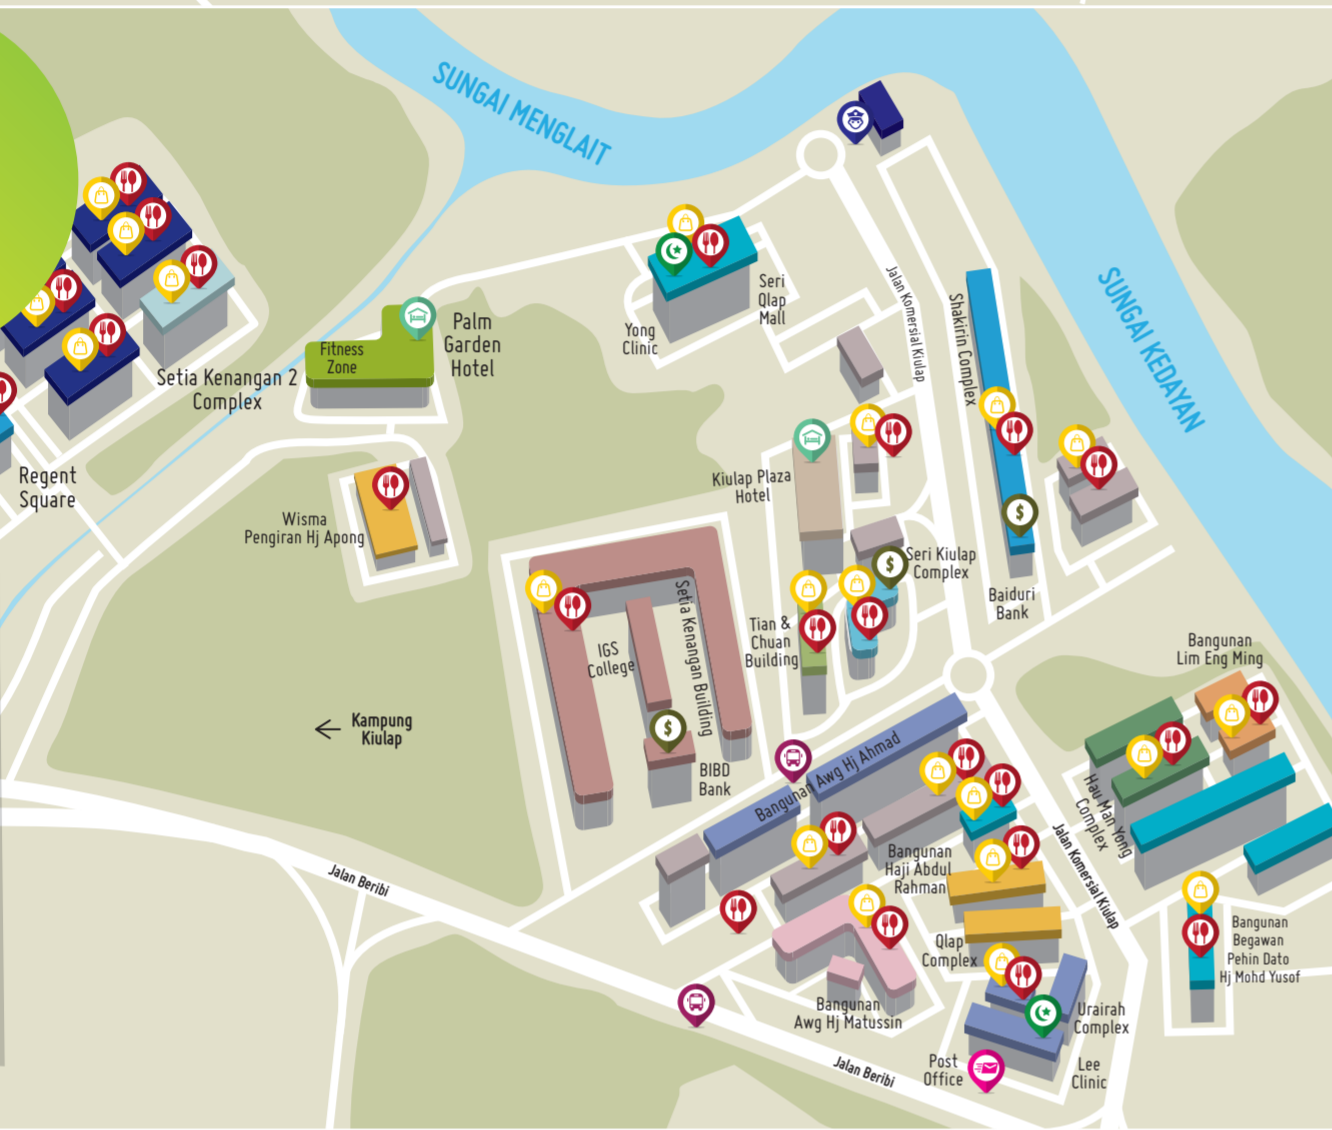 SUNGAI MENGLAIT
SUNGAI KEDAYAN
Jalan Komersial Kiulap
Shakirin Complex
Seri
Qlap
Mall
Yong
Clinic
Palm
Garden
Hotel
Fitness
Zone
Setia Kenangan 2
Complex
Regent
Square
Wisma
Pengiran Hj Apong
Kiulap Plaza
Hotel
Seri Kiulap
Complex
$
$
Baiduri
Bank
Tian &
Chuan
Building
IGS
College
Setia Kenangan Building
$
BIBD
Bank
Kampung
Kiulap
Bangunan
Lim Eng Ming
Bangunan Awg Hj Ahmad
Hau Man Yong
Complex
Jalan Komersial Kiulap
Bangunan
Haji Abdul
Rahman
Jalan Beribi
Qlap
Complex
Bangunan
Begawan
Pehin Dato
Hj Mohd Yusof
Bangunan
Awg Hj Matussin
Urairah
Complex
Post
Office
Lee
Clinic
Jalan Beribi